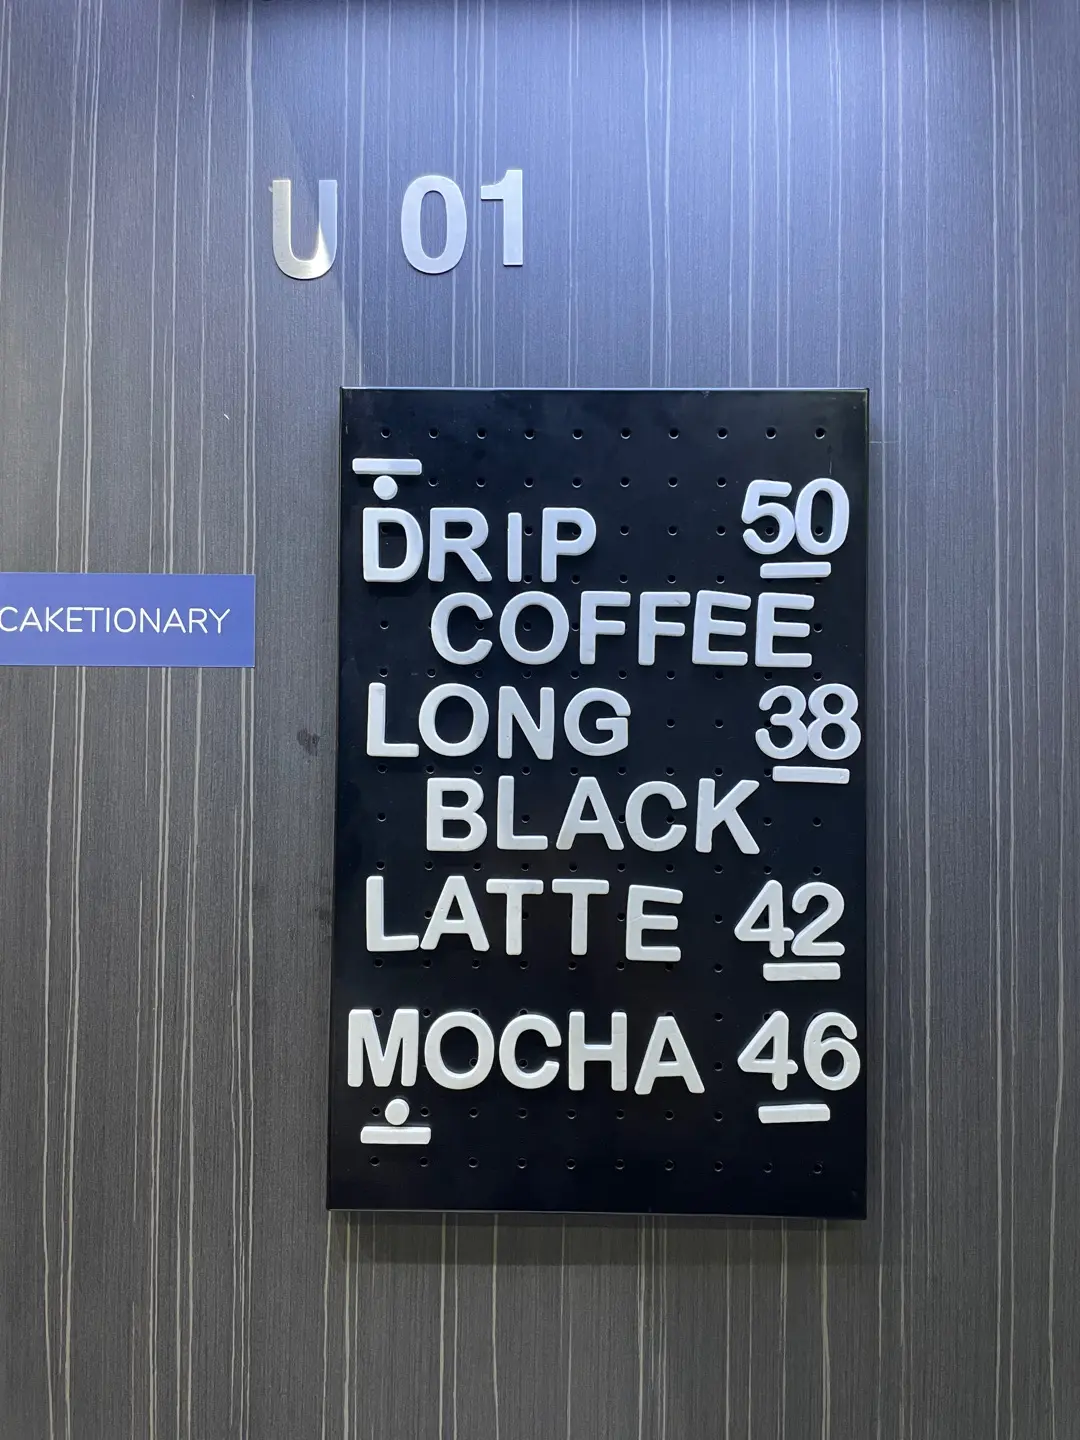 U 01
DRIP 50
COFFEE
CAKETIONARY
LONG 38
BLACK
LATTE 42
MOCHA 46